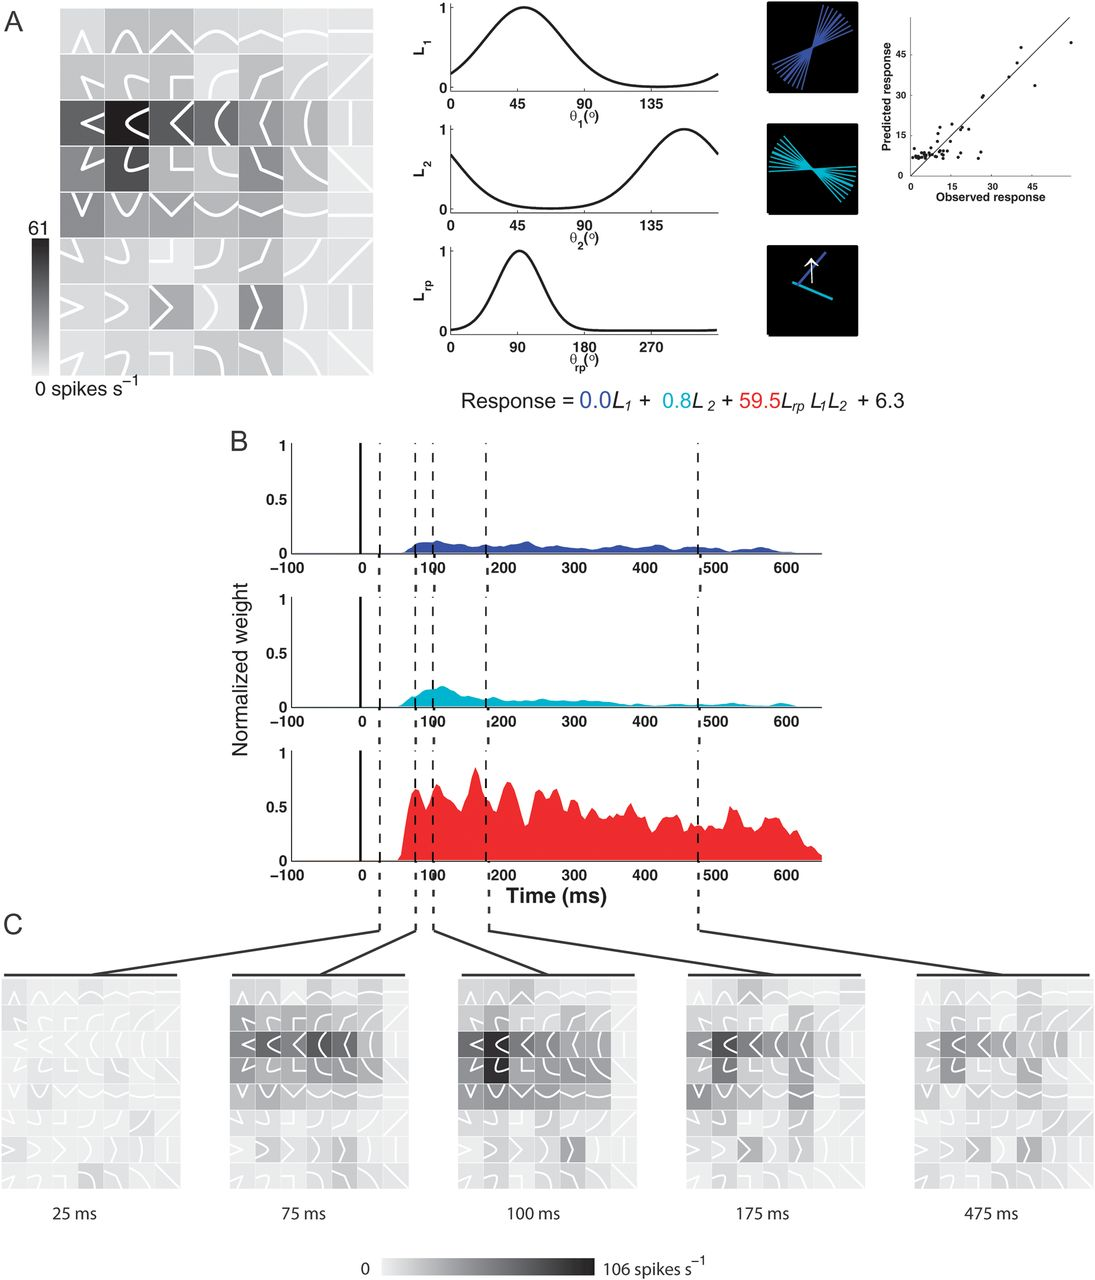 A
61
0 spikes s−1
1
L1
0
0 45 90 135
θ1(o)
1
L2
0
0 45 90 135
θ2(o)
1
Lrp
0
0 90 180 270
θrp(o)
Predicted response
45
30
15
0
0 15 30 45
Observed response
Response = 0.0L1 + 0.8L2 + 59.5Lrp L1L2 + 6.3
B
Normalized weight
1
0.5
0
−100 0 100 200 300 400 500 600
1
0.5
0
−100 0 100 200 300 400 500 600
1
0.5
0
−100 0 100 200 300 400 500 600
Time (ms)
C
25 ms 75 ms 100 ms 175 ms 475 ms
0 106 spikes s−1